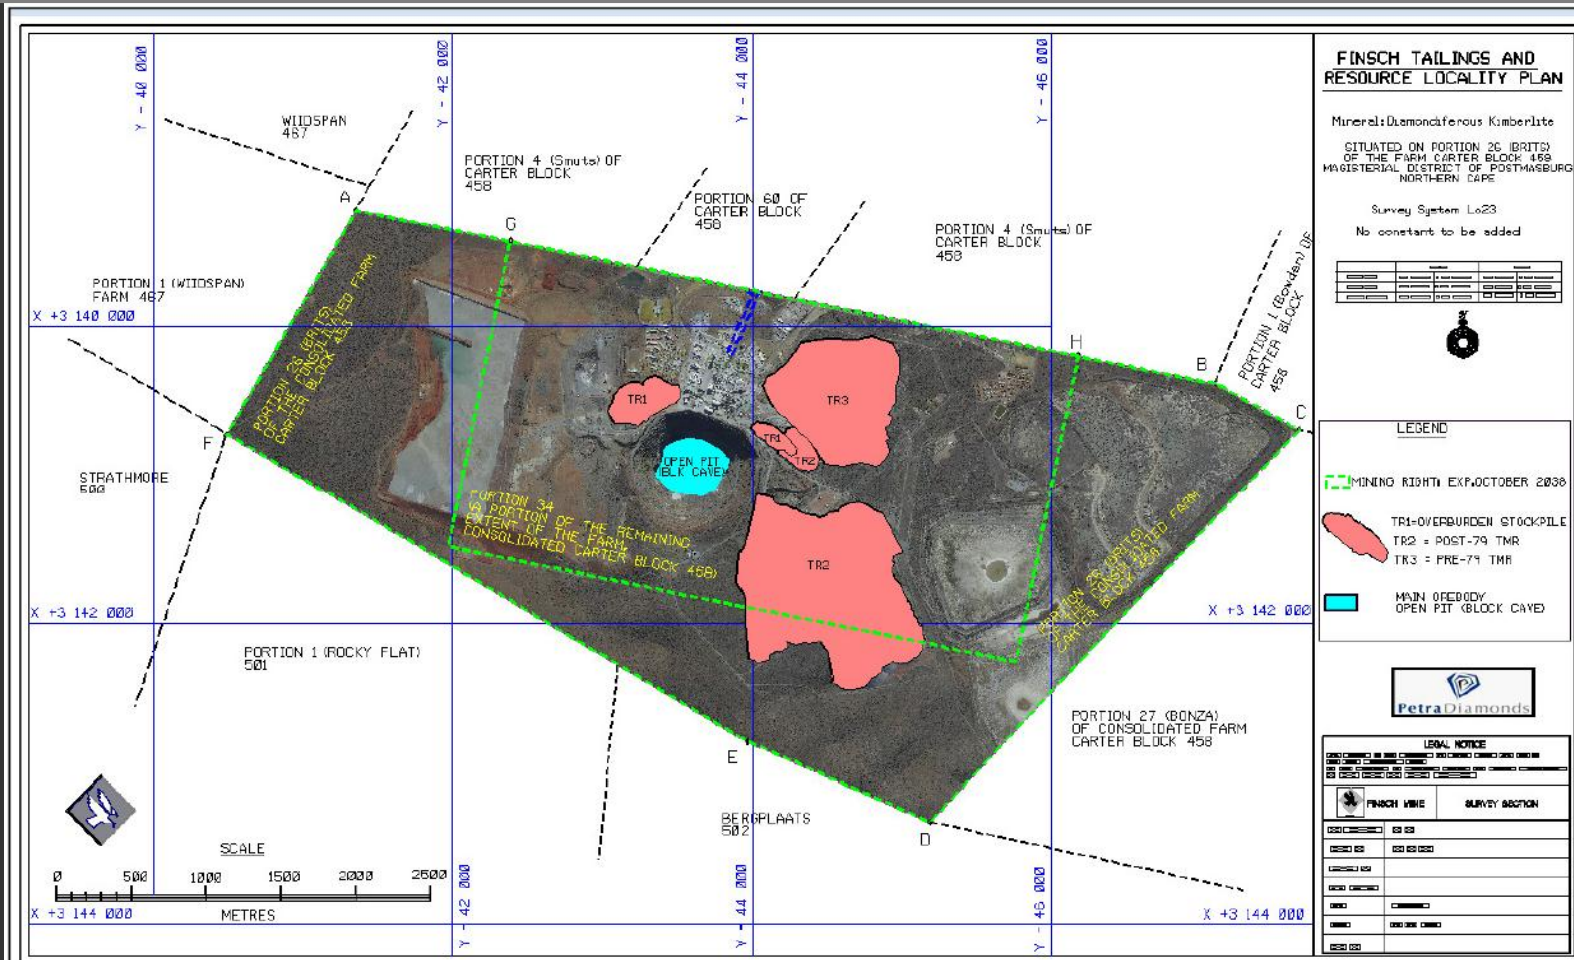 FINSCH TAILINGS AND
RESOURCE LOCALITY PLAN
Mineral:Diamondiferous Kimberlite
SITUATED ON PORTION 26 (BRITS)
OF THE FARM CARTER BLOCK 458
MAGISTERIAL DISTRICT OF POSTMASBURG
NORTHERN CAPE
Survey System Lo23
No constant to be added
LEGEND
MINING RIGHT: EXP.OCTOBER 2038
TR1=OVERBURDEN STOCKPILE
TR2 = POST-79 TMR
TR3 = PRE-79 TMR
MAIN OREBODY
OPEN PIT (BLOCK CAVE)
PetraDiamonds
LEGAL NOTICE
FINSCH MINE
SURVEY SECTION
Y - 40 000
Y - 42 000
Y - 44 000
Y - 46 000
WIIDSPAN
467
PORTION 4 (Smuts) OF
CARTER BLOCK
458
PORTION 60 OF
CARTER BLOCK
458
PORTION 4 (Smuts) OF
CARTER BLOCK
458
PORTION 1 (Bowden) OF
CARTER BLOCK
458
A
G
H
B
C
PORTION 1 (WIIDSPAN)
FARM 467
X +3 140 000
PORTION 26 (BRITS)
OF THE CONSOLIDATED FARM
CARTER BLOCK 458
TR1
TR3
TR1
TR2
OPEN PIT
(BLK CAVE)
F
STRATHMORE
500
PORTION 34
(A PORTION OF THE REMAINING
EXTENT OF THE FARM,
CONSOLIDATED CARTER BLOCK 458)
TR2
PORTION 26 (BRITS)
OF THE CONSOLIDATED FARM
CARTER BLOCK 458
X +3 142 000
X +3 142 000
PORTION 1 (ROCKY FLAT)
501
PORTION 27 (BONZA)
OF CONSOLIDATED FARM
CARTER BLOCK 458
E
BERGPLAATS
502
D
SCALE
0 500 1000 1500 2000 2500
METRES
X +3 144 000
X +3 144 000
Y - 42 000
Y - 44 000
Y - 46 000